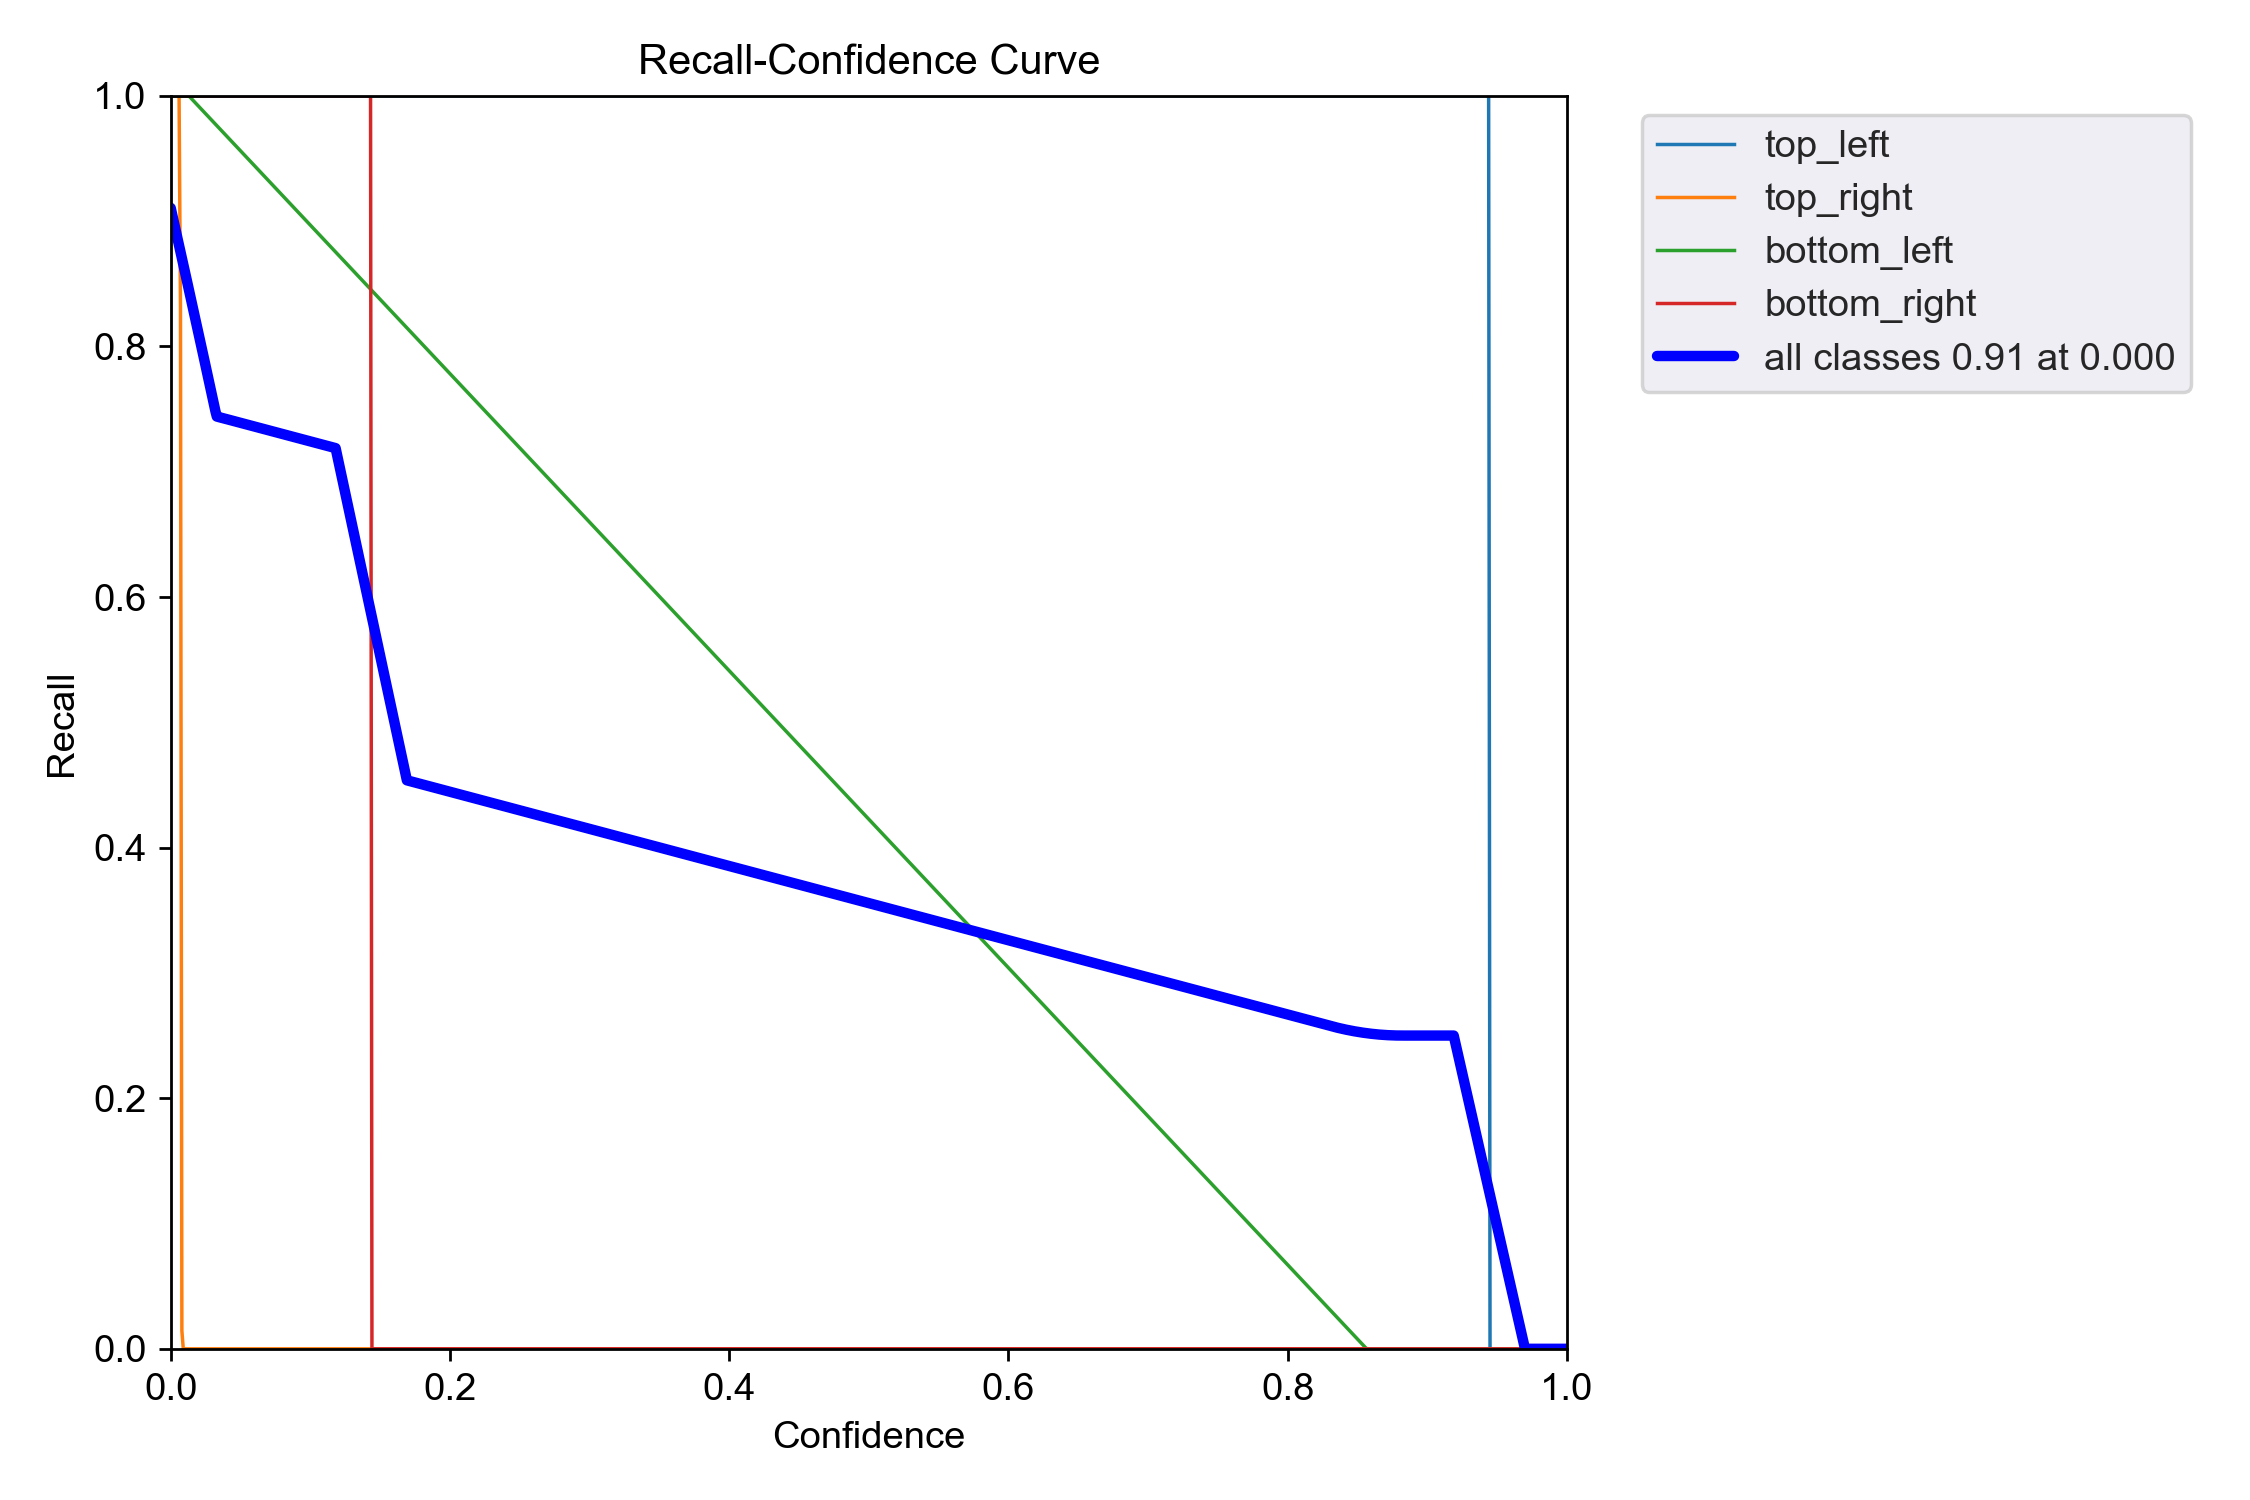 Recall-Confidence Curve
1.0
0.8
0.6
0.4
0.2
0.0
Recall
0.0 0.2 0.4 0.6 0.8 1.0
Confidence
top_left
top_right
bottom_left
bottom_right
all classes 0.91 at 0.000